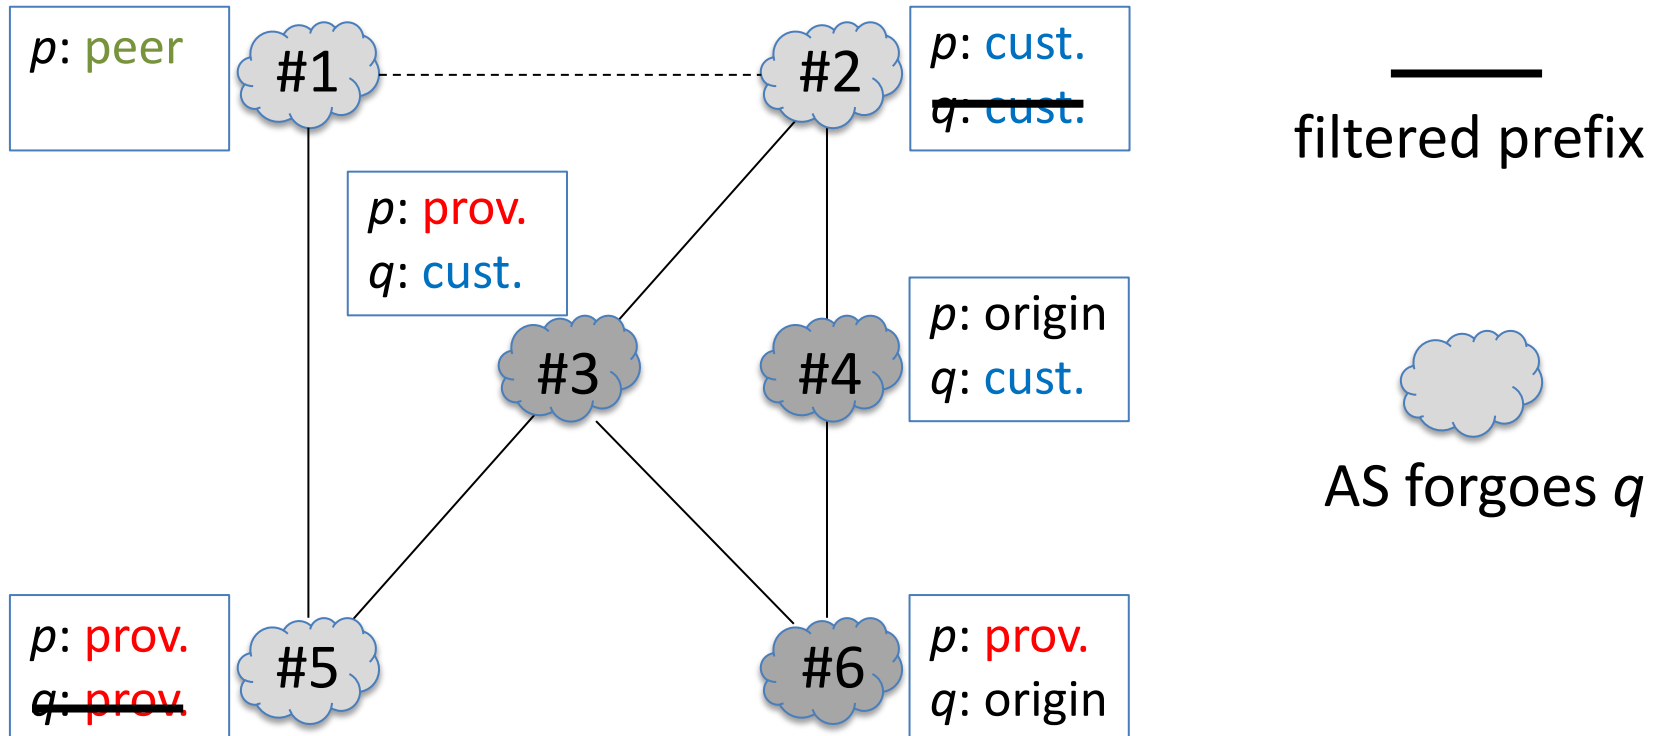 p: peer
#1
#2
p: cust.
q: cust.
filtered prefix
p: prov.
q: cust.
#3
#4
p: origin
q: cust.
AS forgoes q
p: prov.
q: prov.
#5
#6
p: prov.
q: origin